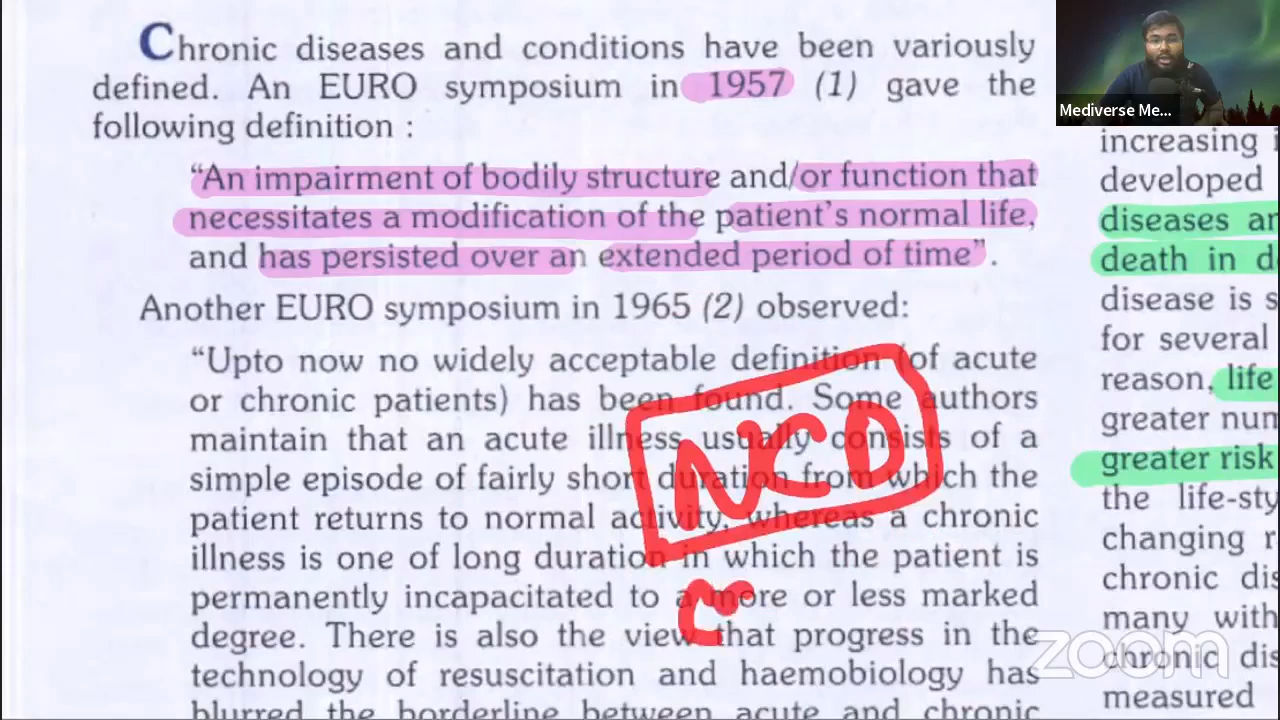 Chronic diseases and conditions have been variously
defined. An EURO symposium in 1957 (1) gave the
following definition :
“An impairment of bodily structure and/or function that
necessitates a modification of the patient’s normal life,
and has persisted over an extended period of time” .
Another EURO symposium in 1965 (2) observed:
“Upto now no widely acceptable definition (of acute
or chronic patients) has been found. Some authors
maintain that an acute illness usually consists of a
simple episode of fairly short duration from which the
patient returns to normal activity, whereas a chronic
illness is one of long duration in which the patient is
permanently incapacitated to a more or less marked
degree. There is also the view that progress in the
technology of resuscitation and haemobiology has
blurred the borderline between acute and chronic
NCD
Mediverse Me...
increasing
developed
diseases
death in
disease is
for several
reason, life
greater
greater risk
the
changing
chronic
many with
chronic
measured
zoom